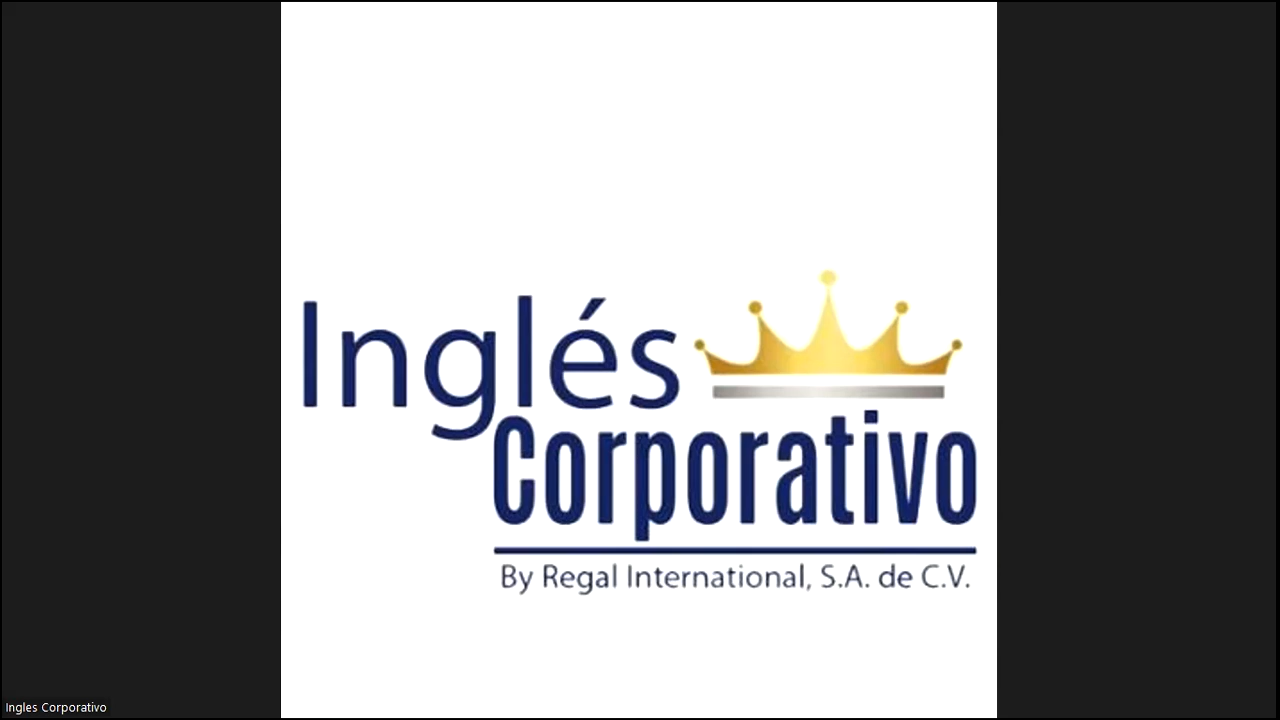 Inglés
Corporativo
By Regal International, S.A. de C.V.
Ingles Corporativo